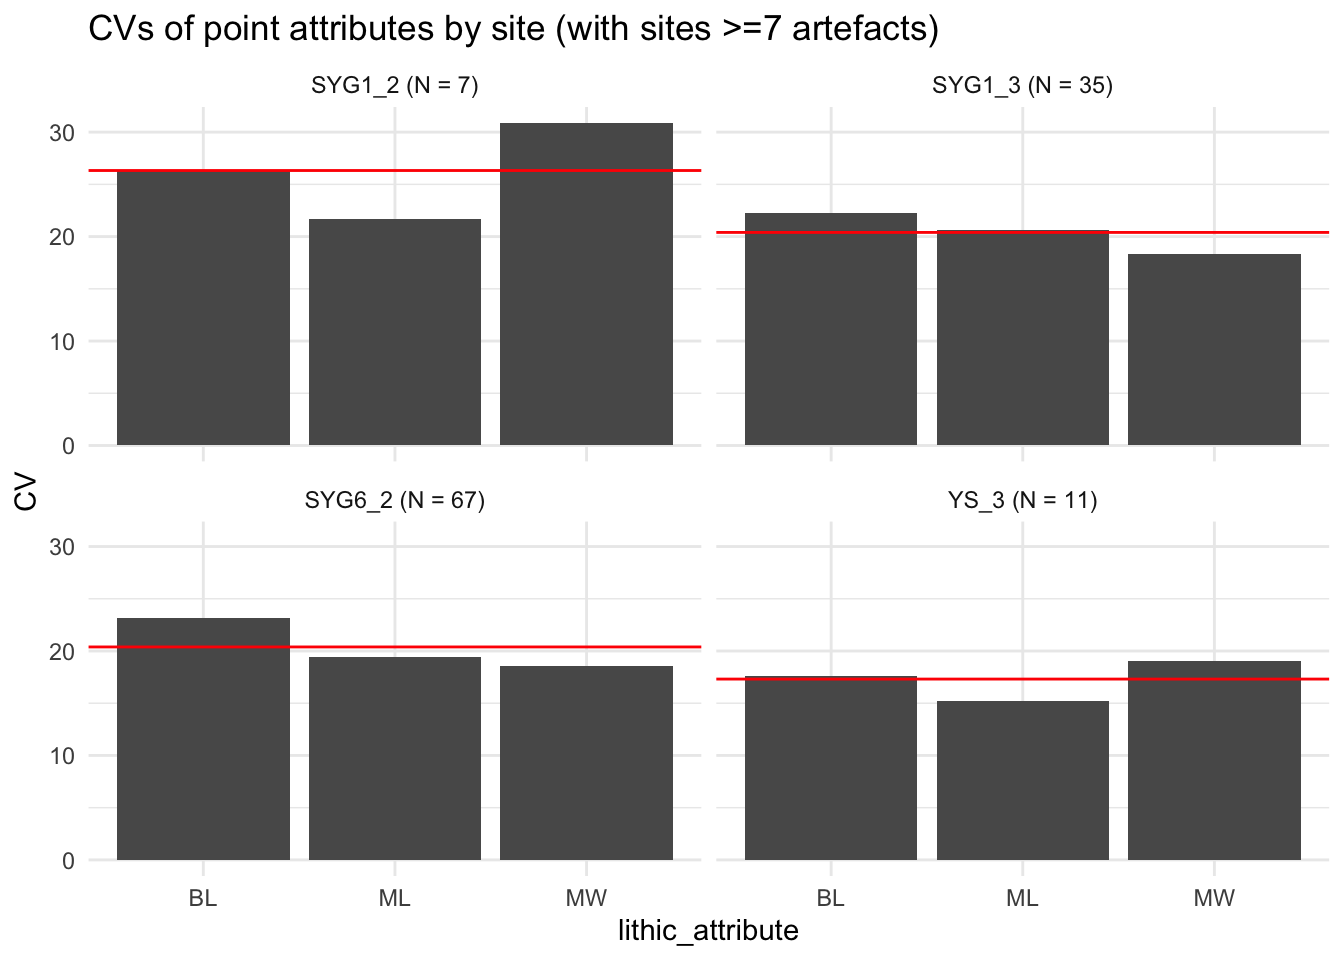 CVs of point attributes by site (with sites >=7 artefacts)
SYG1_2 (N = 7)
SYG1_3 (N = 35)
30
20
10
0
CV
SYG6_2 (N = 67)
YS_3 (N = 11)
30
20
10
0
BL ML MW BL ML MW
lithic_attribute